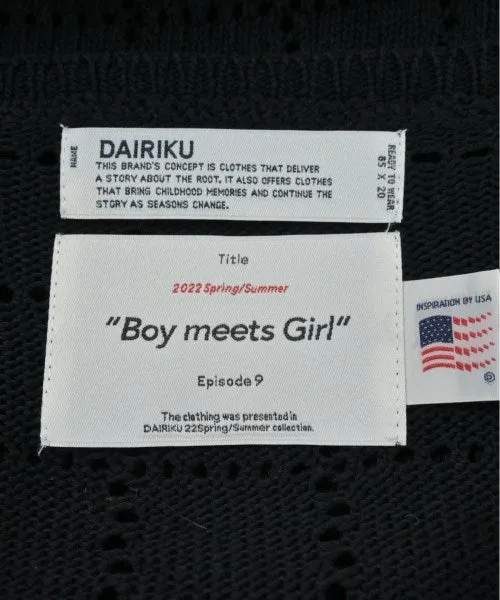 NAME
DAIRIKU
THIS BRAND'S CONCEPT IS CLOTHES THAT DELIVER
A STORY ABOUT THE ROOT. IT ALSO OFFERS CLOTHES
THAT BRING CHILDHOOD MEMORIES AND CONTINUE THE
STORY AS SEASONS CHANGE.
READY TO WEAR
85 X 20
Title
2022 Spring/Summer
"Boy meets Girl"
Episode 9
The clothing was presented in
DAIRIKU 22Spring/Summer collection.
INSPIRATION BY USA